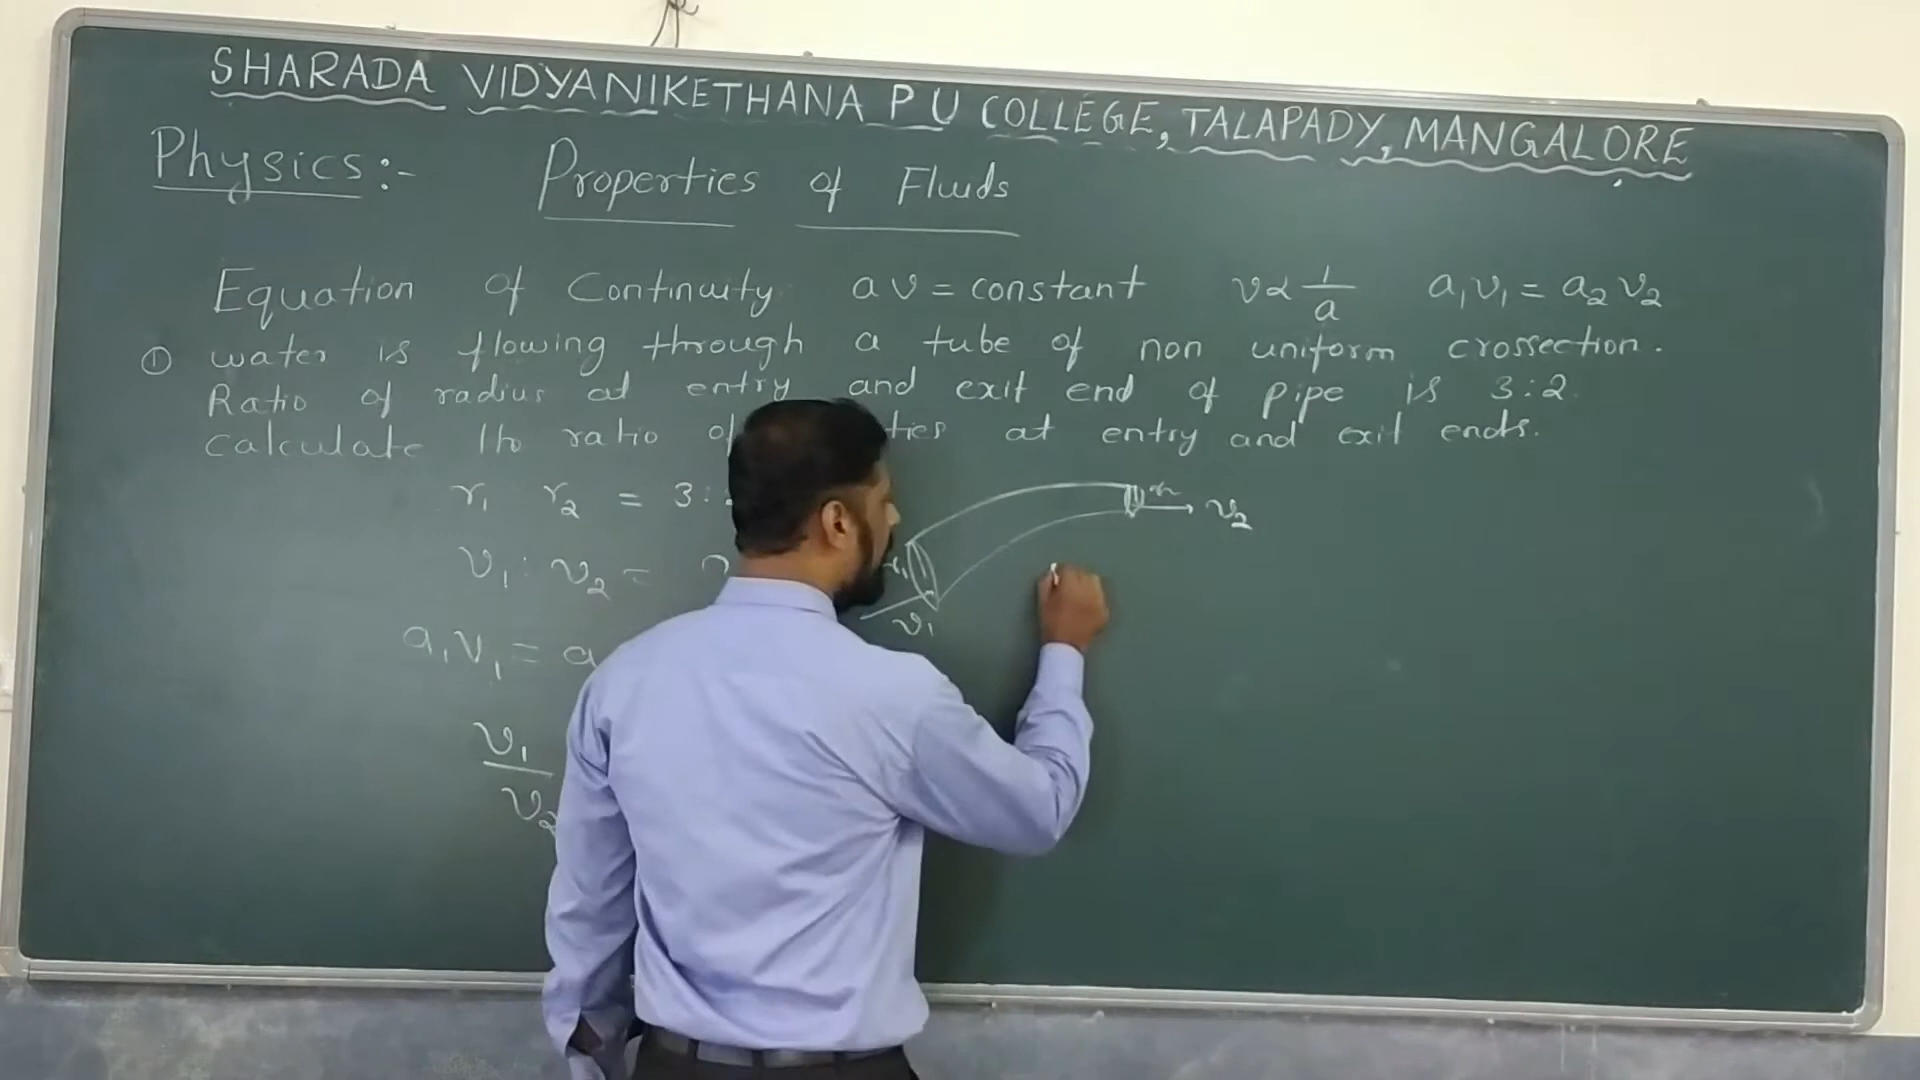 SHARADA VIDYANIKETHANA P U COLLEGE, TALAPADY, MANGALORE
Physics:- Properties of Fluids
Equation of Continuity av = constant v ∝ 1/a a₁v₁ = a₂v₂
① water is flowing through a tube of non uniform crossection.
Ratio of radius at entry and exit end of pipe is 3:2
calculate ratio at entry and exit ends.
r₁ r₂ = 3:
v₂
v₁ : v₂ =
r₁
v₁
a₁v₁ = a
v₁
v₂